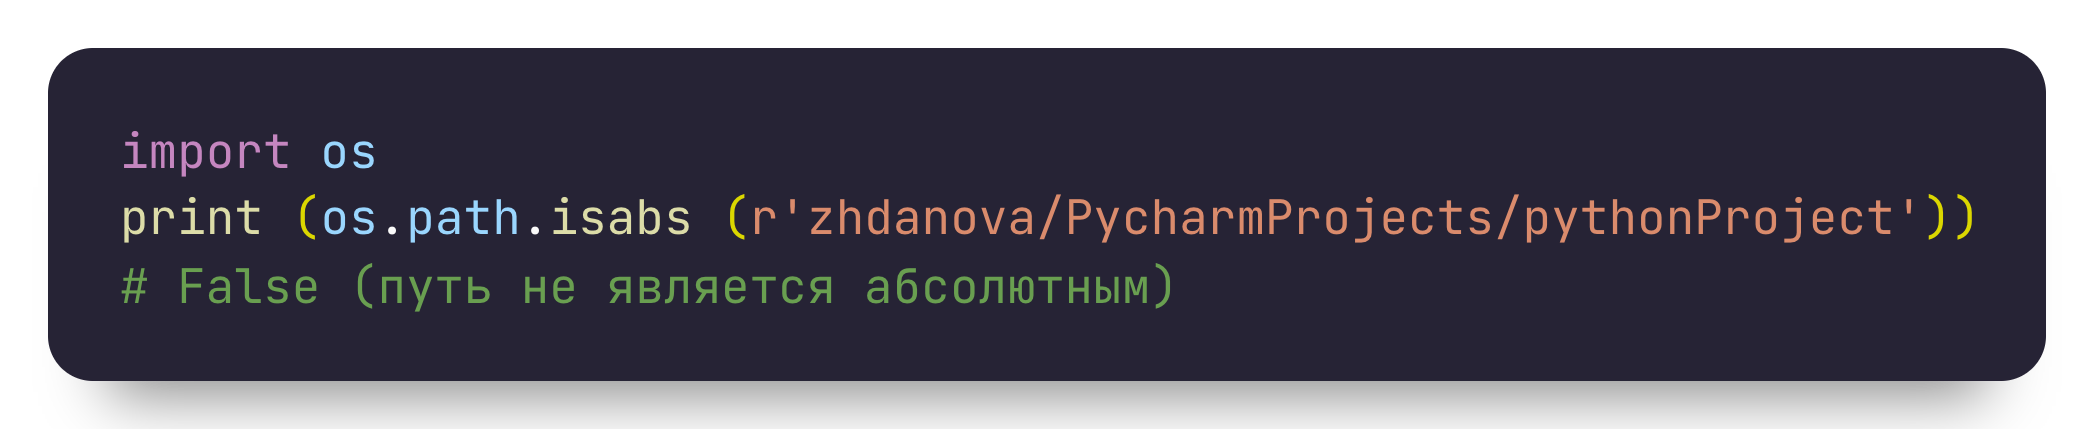 import os
print (os.path.isabs (r'zhdanova/PycharmProjects/pythonProject'))
# False (путь не является абсолютным)